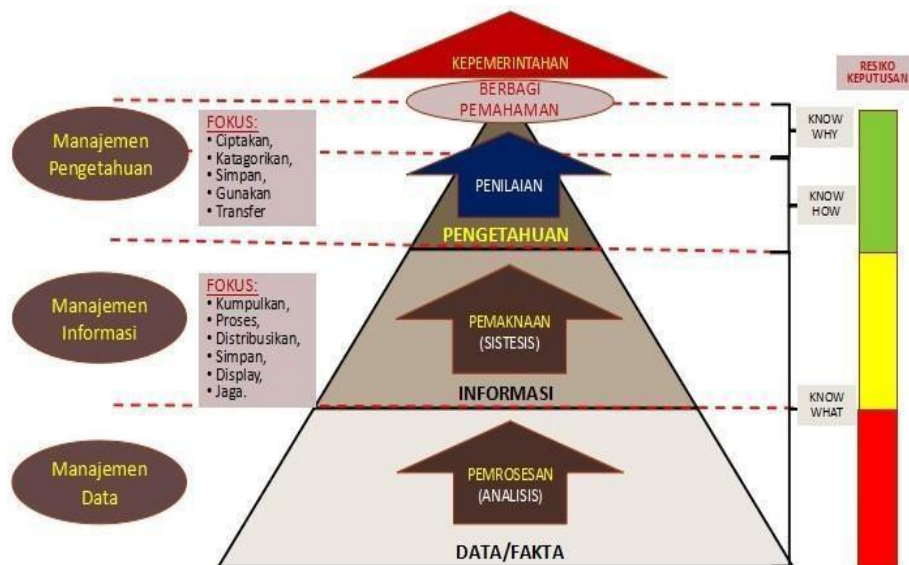 KEPEMERINTAHAN
BERBAGI
PEMAHAMAN
RESIKO
KEPUTUSAN
Manajemen
Pengetahuan
FOKUS:
• Ciptakan,
• Katagorikan,
• Simpan,
• Gunakan
• Transfer
PENILAIAN
PENGETAHUAN
KNOW
WHY
KNOW
HOW
Manajemen
Informasi
FOKUS:
• Kumpulkan,
• Proses,
• Distribusikan,
• Simpan,
• Display,
• Jaga.
PEMAKNAAN
(SISTESIS)
INFORMASI
KNOW
WHAT
Manajemen
Data
PEMROSESAN
(ANALISIS)
DATA/FAKTA